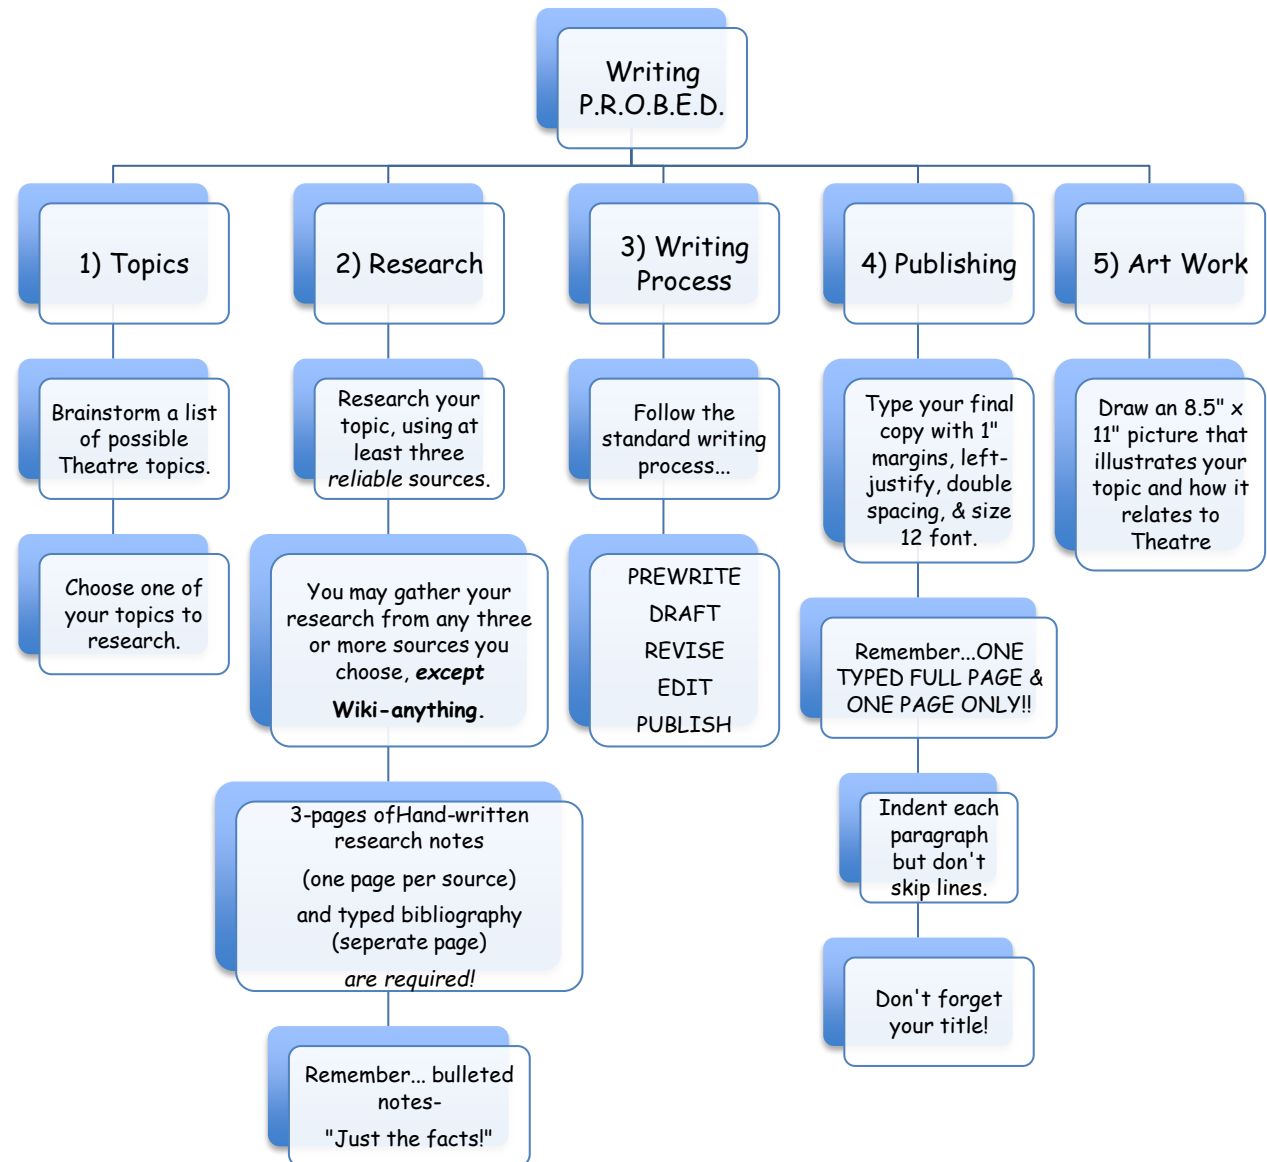 Writing
P.R.O.B.E.D.
1) Topics
Brainstorm a list
of possible
Theatre topics.
Choose one of
your topics to
research.
2) Research
Research your
topic, using at
least three
reliable sources.
You may gather your
research from any three
or more sources you
choose, except
Wiki-anything.
3-pages ofHand-written
research notes
(one page per source)
and typed bibliography
(seperate page)
are required!
Remember... bulleted
notes-
"Just the facts!"
3) Writing
Process
Follow the
standard writing
process...
PREWRITE
DRAFT
REVISE
EDIT
PUBLISH
4) Publishing
Type your final
copy with 1"
margins, left-
justify, double
spacing, & size
12 font.
Remember...ONE
TYPED FULL PAGE &
ONE PAGE ONLY!!
Indent each
paragraph
but don't
skip lines.
Don't forget
your title!
5) Art Work
Draw an 8.5" x
11" picture that
illustrates your
topic and how it
relates to
Theatre